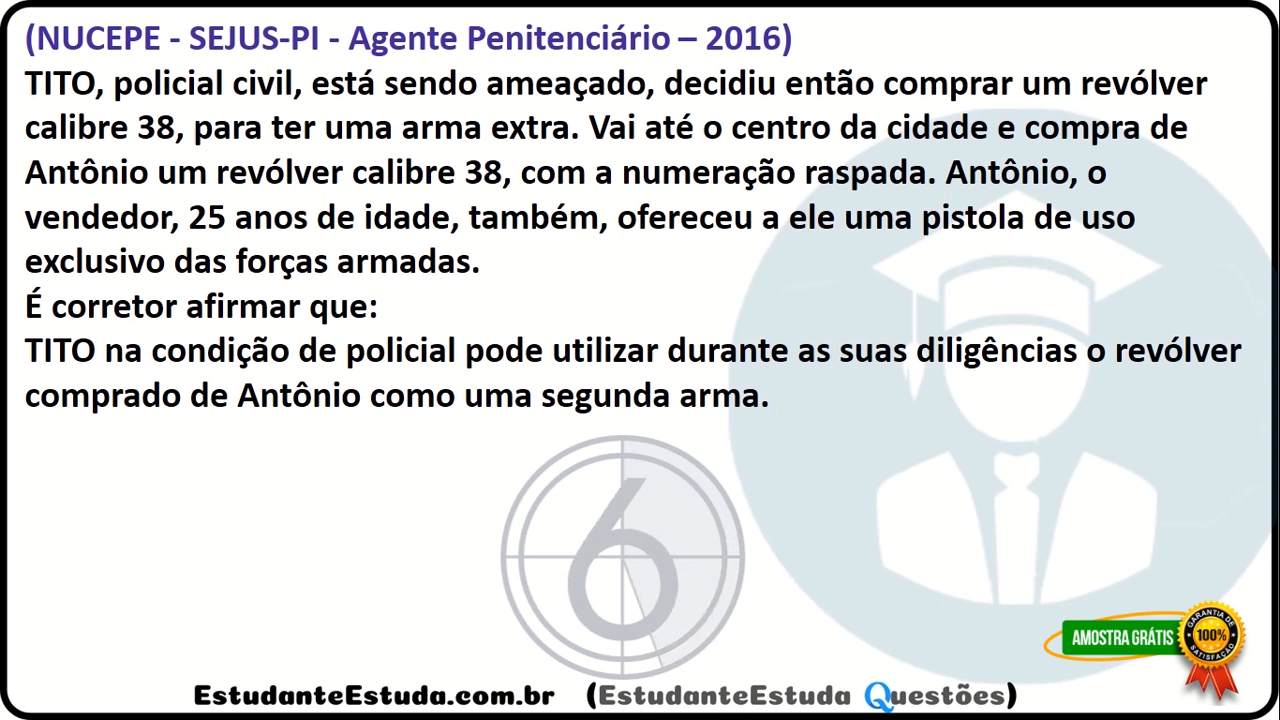 (NUCEPE - SEJUS-PI - Agente Penitenciário – 2016)
TITO, policial civil, está sendo ameaçado, decidiu então comprar um revólver
calibre 38, para ter uma arma extra. Vai até o centro da cidade e compra de
Antônio um revólver calibre 38, com a numeração raspada. Antônio, o
vendedor, 25 anos de idade, também, ofereceu a ele uma pistola de uso
exclusivo das forças armadas.
É corretor afirmar que:
TITO na condição de policial pode utilizar durante as suas diligências o revólver
comprado de Antônio como uma segunda arma.
6
GARANTIA DE
AMOSTRA GRÁTIS
100%
SATISFAÇÃO
EstudanteEstuda.com.br (EstudanteEstuda Questões)